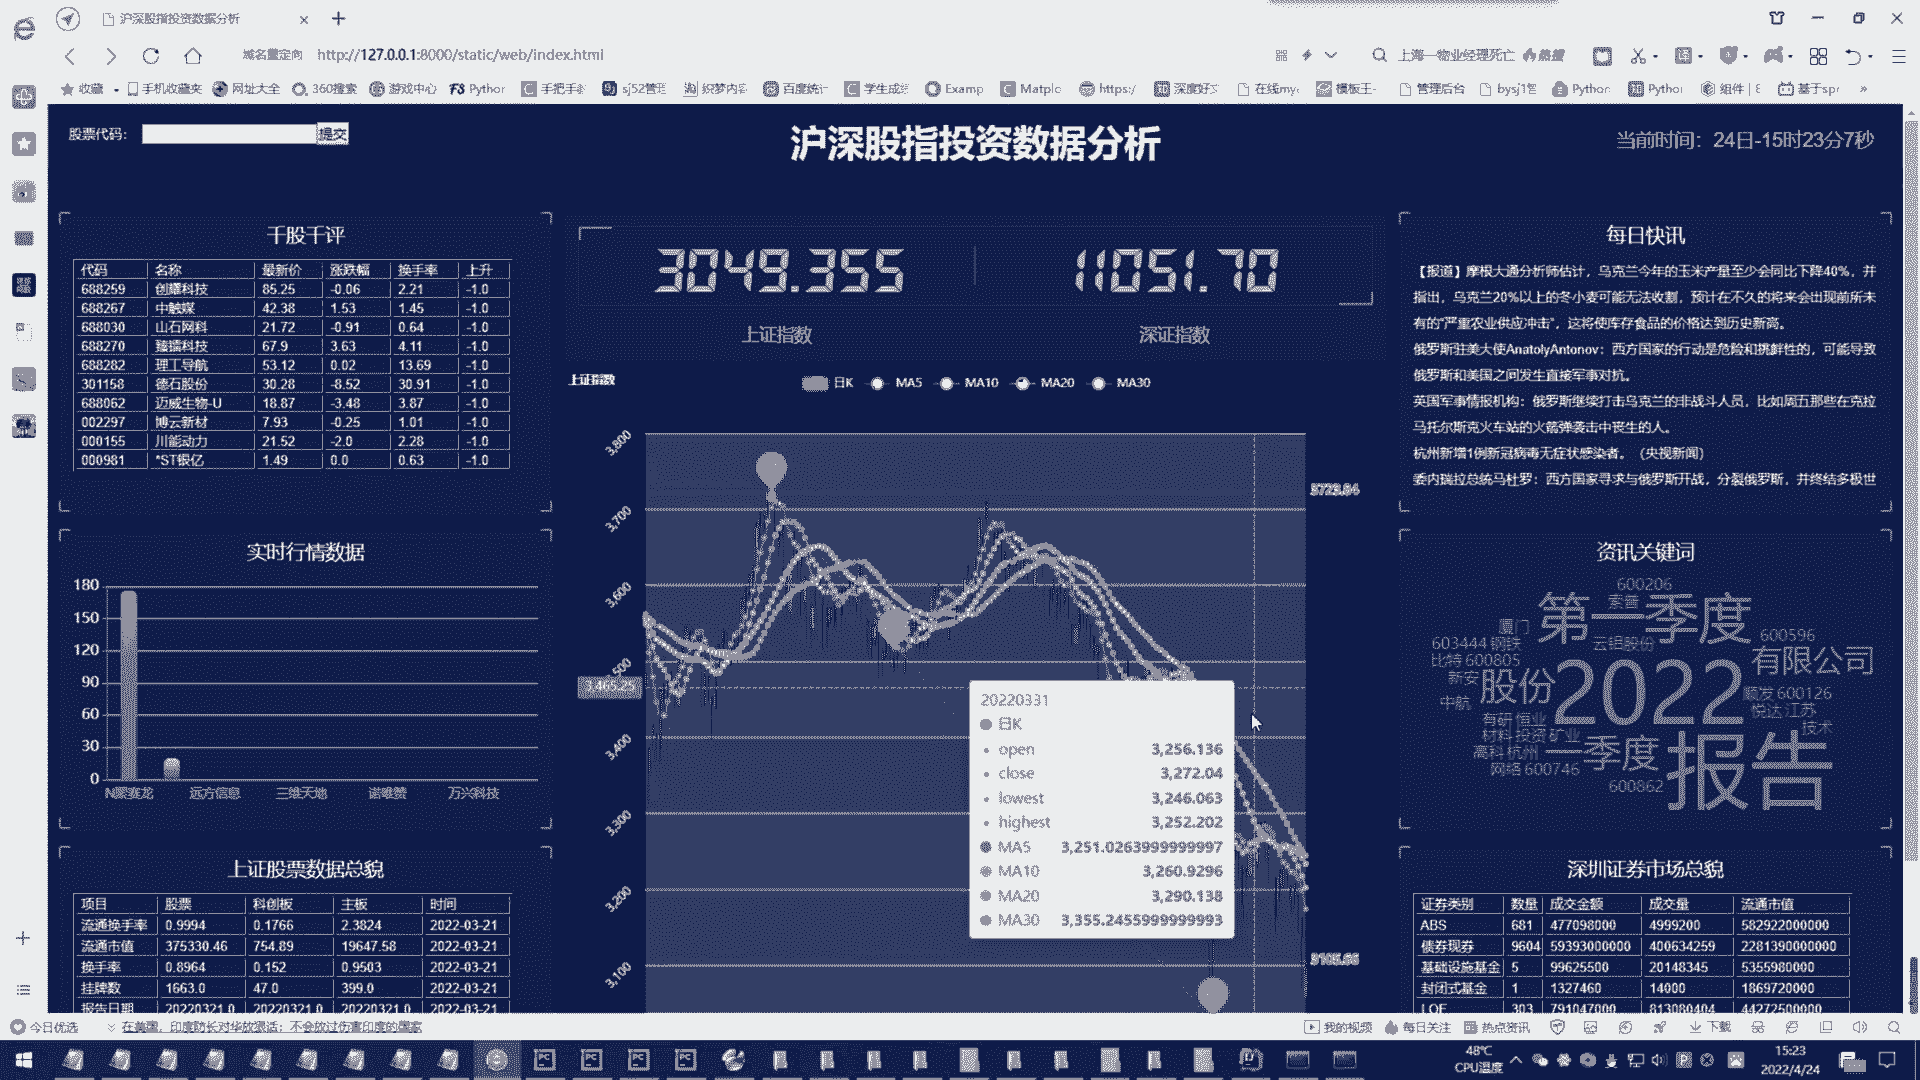 沪深股指投资数据分析
http://127.0.0.1:8000/static/web/index.html
上海一物业经理死亡
收藏 手机收藏夹 网址大全 360搜索 游戏中心 Python 手把手 sj52管理 织梦内容 百度统计 学生成绩 Examp Matplo https:/ 深度好文 在线my 模板王- 管理后台 bysj1 Python Pytho 组件 | E 基于spr
股票代码： 提交
沪深股指投资数据分析
当前时间：24日-15时23分7秒
千股千评
代码 名称 最新价 涨跌幅 换手率 上升
688259 创耀科技 85.25 -0.06 2.21 -1.0
688267 中触媒 42.38 1.53 1.45 -1.0
688030 山石网科 21.72 -0.91 0.64 -1.0
688270 臻镭科技 67.9 3.63 4.11 -1.0
688282 理工导航 53.12 0.02 13.69 -1.0
301158 德石股份 30.28 -8.52 30.91 -1.0
688062 迈威生物-U 18.87 -3.48 3.87 -1.0
002297 博云新材 7.93 -0.25 1.01 -1.0
000155 川能动力 21.52 -2.0 2.28 -1.0
000981 *ST银亿 1.49 0.0 0.63 -1.0
实时行情数据
180
150
120
90
60
30
0
远方信息 三维天地 诺唯赞 万兴科技
上证股票数据总貌
项目 股票 科创板 主板 时间
流通换手率 0.9994 0.1766 2.3824 2022-03-21
流通市值 375330.46 754.89 19647.58 2022-03-21
换手率 0.8964 0.152 0.9503 2022-03-21
挂牌数 1663.0 47.0 399.0 2022-03-21
报告日期 20220321.0 20220321.0 20220321.0 2022-03-21
3049.355 11051.70
上证指数 深证指数
上证指数
日K MA5 MA10 MA20 MA30
3,800
3,700
3,600
3,500
3,400
3,300
3,200
3,100
3,465.25
3723.84
3105.66
20220331
日K
open 3,256.136
close 3,272.04
lowest 3,246.063
highest 3,252.202
MA5 3,251.0263999999997
MA10 3,260.9296
MA20 3,290.138
MA30 3,355.2455999999993
每日快讯
【报道】摩根大通分析师估计，乌克兰今年的玉米产量至少会同比下降40%，并
指出，乌克兰20%以上的冬小麦可能无法收割，预计在不久的将来会出现前所未
有的"严重农业供应冲击"，这将使库存食品的价格达到历史新高。
俄罗斯驻美大使AnatolyAntonov：西方国家的行动是危险和挑衅性的，可能导致
俄罗斯和美国之间发生直接军事对抗。
英国军事情报机构：俄罗斯继续打击乌克兰的非战斗人员，比如周五那些在克拉
马托尔斯克火车站的火箭弹袭击中丧生的人。
杭州新增1例新冠病毒无症状感染者。（央视新闻）
委内瑞拉总统马杜罗：西方国家寻求与俄罗斯开战，分裂俄罗斯，并终结多极世
资讯关键词
600206
索普
第一季度
厦门
603444 钢铁 云铝股份 600596
比特 600805 有限公司
新安 股份 2022 顺发 600126
中航 悦达 江苏
有研 恒业 技术
材料 投资 矿业
高科 杭州 一季度 报告
网络 600746
600862
深圳证券市场总貌
证券类别 数量 成交金额 成交量 流通市值
ABS 681 477098000 4999200 582922000000
债券现券 9604 59393000000 400634259 2281390000000
基础设施基金 5 99625500 20148345 5355980000
封闭式基金 1 1327460 14000 1869720000
LOF 303 791047000 813080404 44272500000
今日优选 在美国，印度防长对华放狠话：不会放过伤害印度的国家 我的视频 每日关注 热点资讯 下载
48℃
CPU温度
15:23
2022/4/24